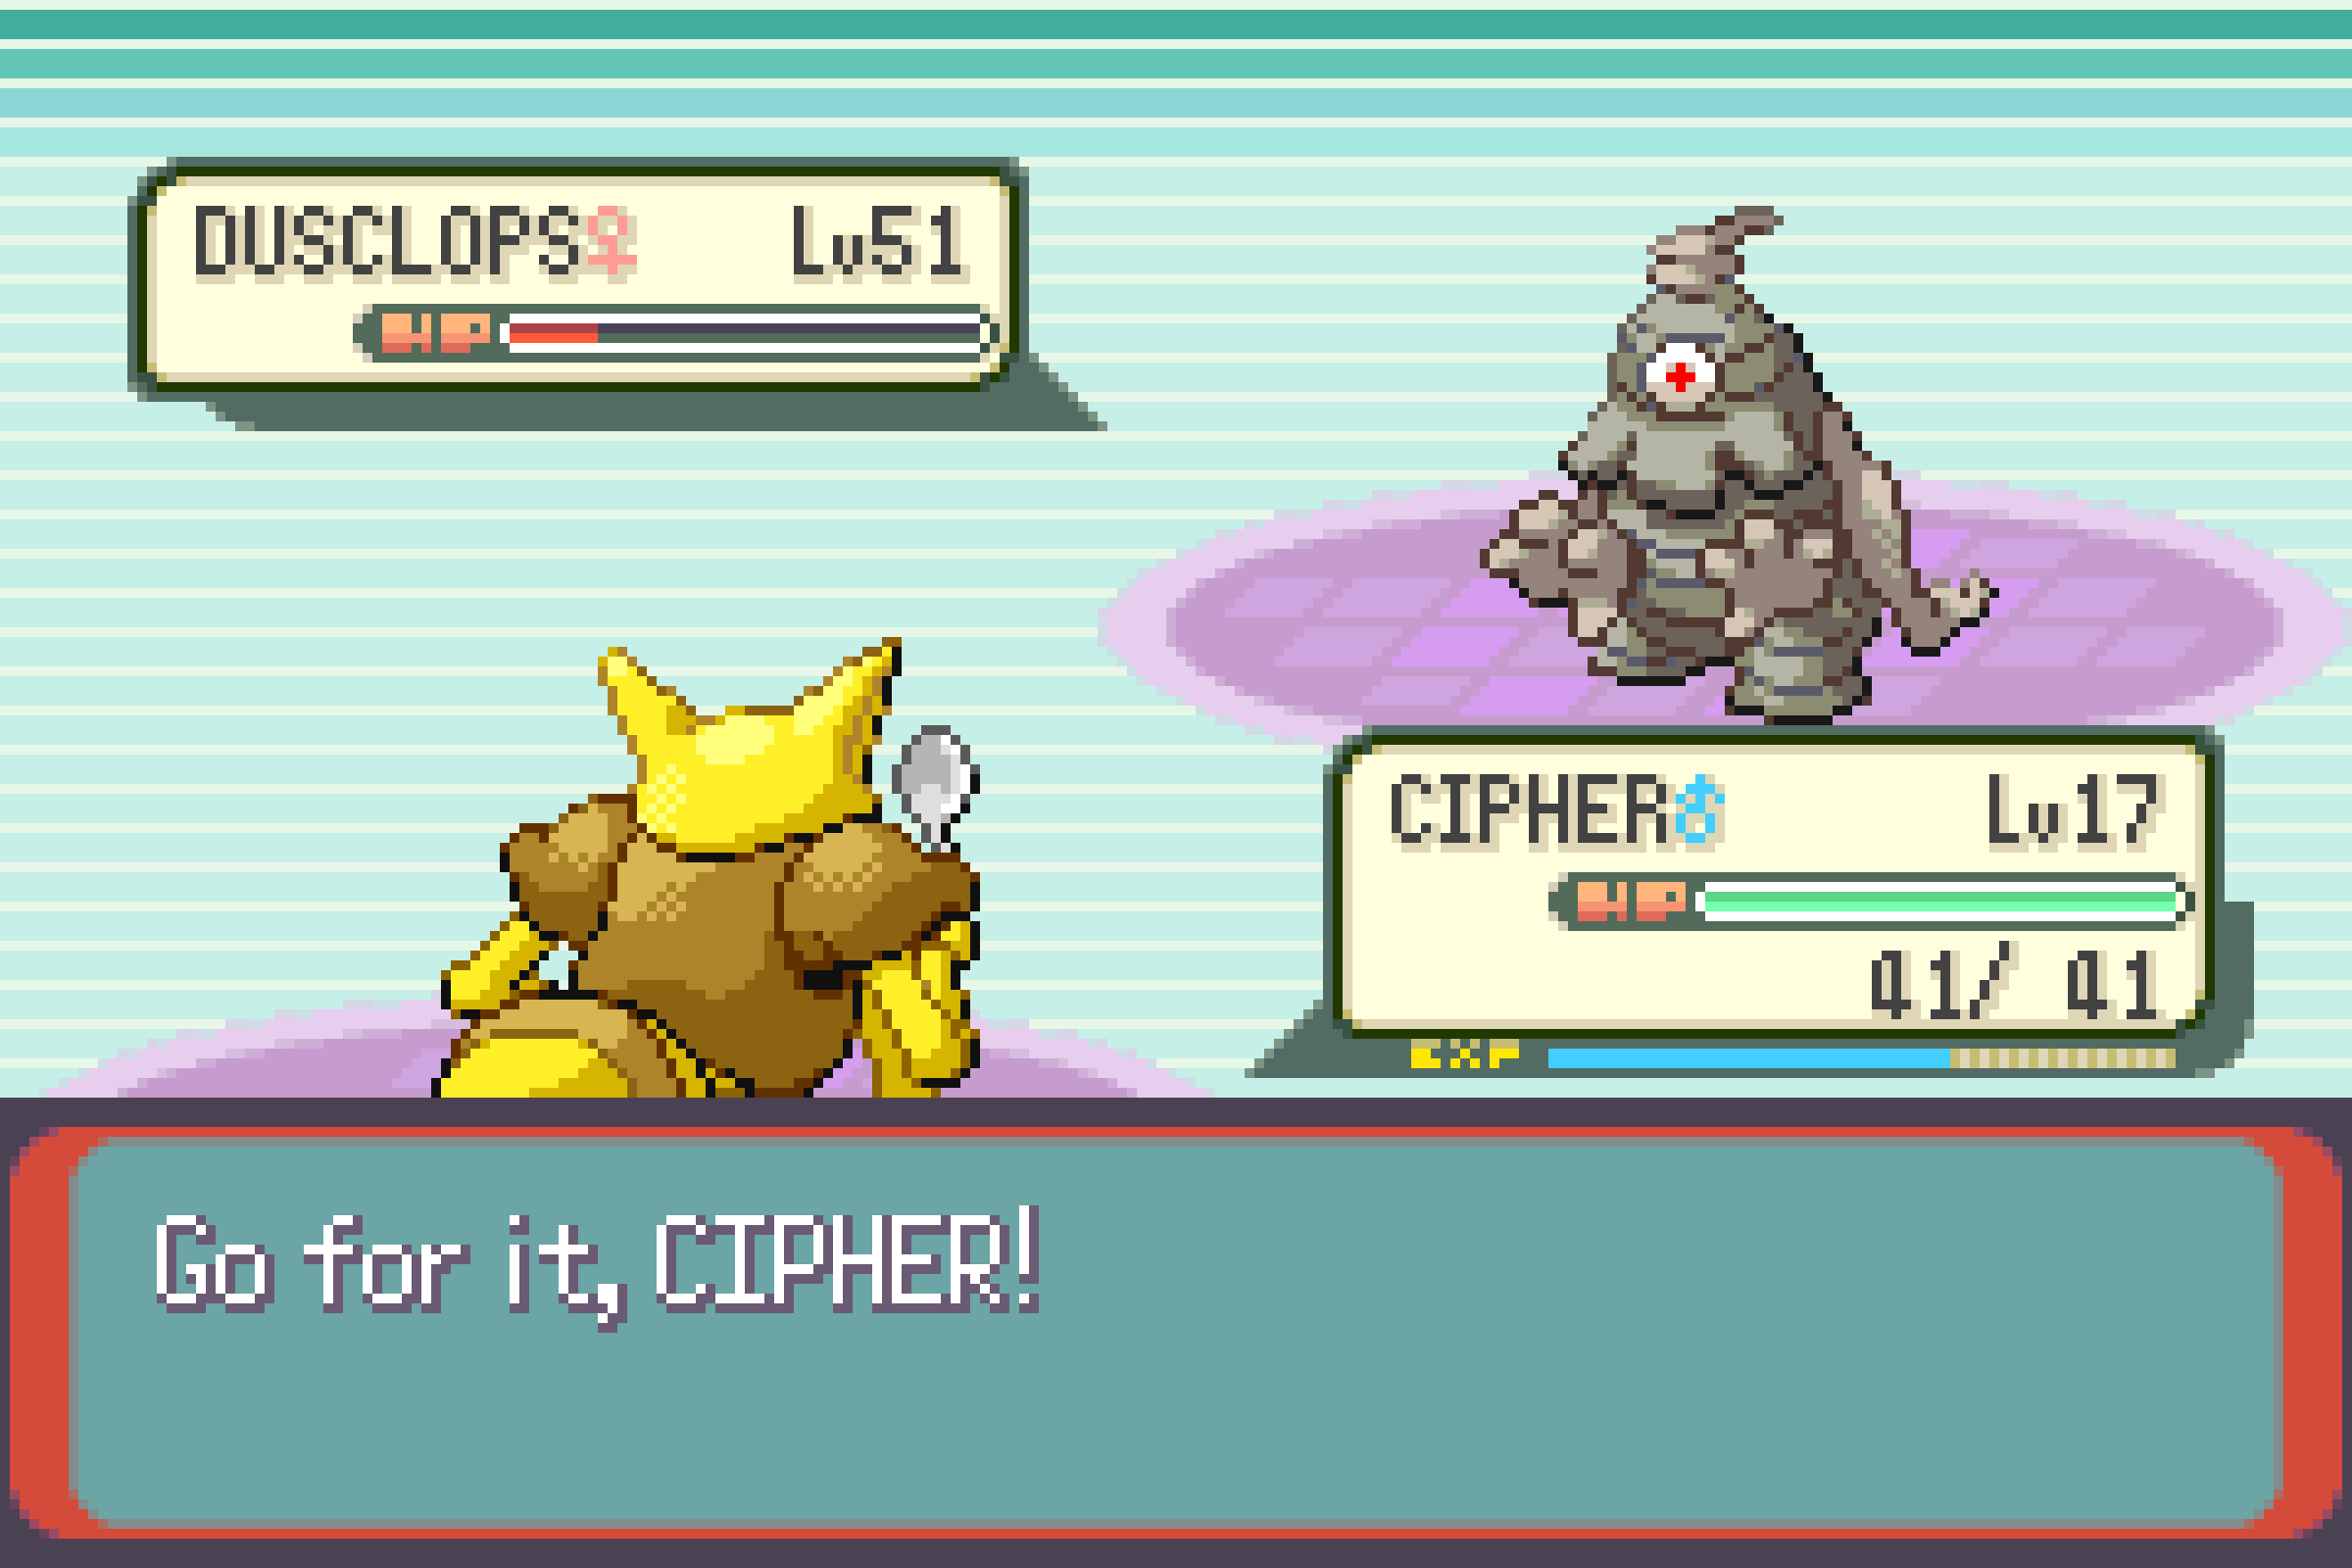 DUSCLOPS♀ Lv51
HP
CIPHER♂ Lv17
HP
41/ 41
EXP
Go for it, CIPHER!